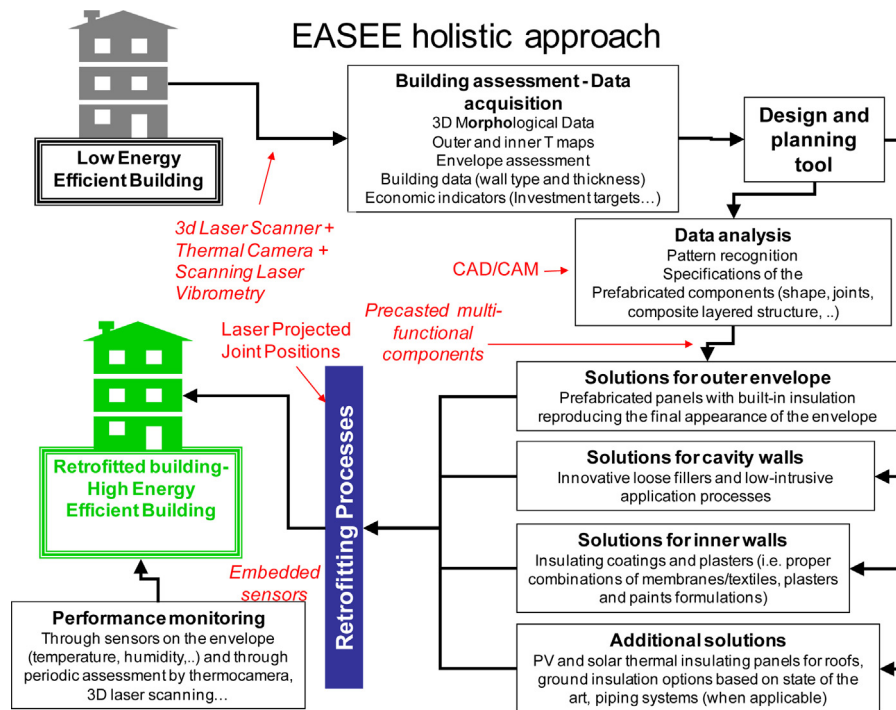 EASEE holistic approach
Low Energy
Efficient Building
Building assessment - Data
acquisition
3D Morphological Data
Outer and inner T maps
Envelope assessment
Building data (wall type and thickness)
Economic indicators (Investment targets…)
Design and
planning
tool
3d Laser Scanner +
Thermal Camera +
Scanning Laser
Vibrometry
CAD/CAM
Data analysis
Pattern recognition
Specifications of the
Prefabricated components (shape, joints,
composite layered structure, ..)
Precasted multi-
functional
components
Laser Projected
Joint Positions
Solutions for outer envelope
Prefabricated panels with built-in insulation
reproducing the final appearance of the envelope
Solutions for cavity walls
Innovative loose fillers and low-intrusive
application processes
Solutions for inner walls
Insulating coatings and plasters (i.e. proper
combinations of membranes/textiles, plasters
and paints formulations)
Additional solutions
PV and solar thermal insulating panels for roofs,
ground insulation options based on state of the
art, piping systems (when applicable)
Retrofitting Processes
Retrofitted building-
High Energy
Efficient Building
Embedded
sensors
Performance monitoring
Through sensors on the envelope
(temperature, humidity,..) and through
periodic assessment by thermocamera,
3D laser scanning…